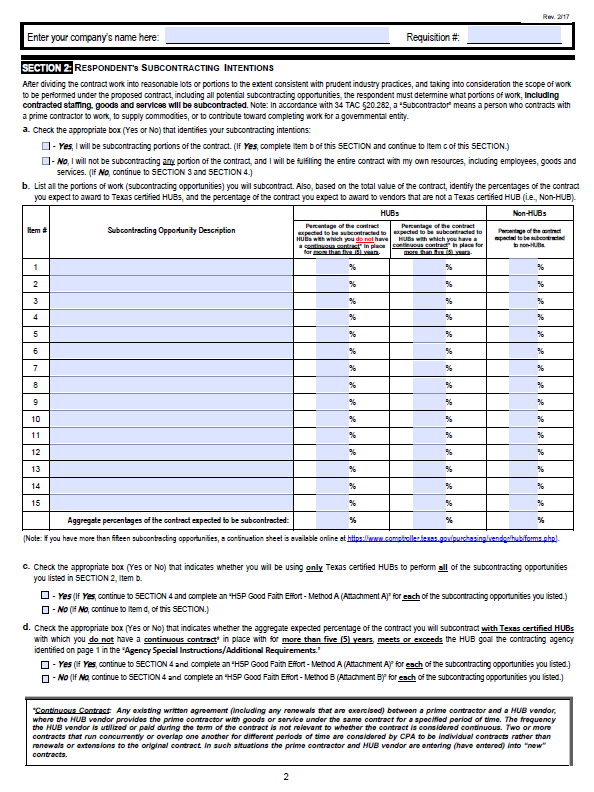 Rev. 2/17
Enter your company's name here: Requisition #:
SECTION 2: RESPONDENT'S SUBCONTRACTING INTENTIONS
After dividing the contract work into reasonable lots or portions to the extent consistent with prudent industry practices, and taking into consideration the scope of work
to be performed under the proposed contract, including all potential subcontracting opportunities, the respondent must determine what portions of work, including
contracted staffing, goods and services will be subcontracted. Note: In accordance with 34 TAC §20.282, a "Subcontractor" means a person who contracts with
a prime contractor to work, to supply commodities, or to contribute toward completing work for a governmental entity.
a. Check the appropriate box (Yes or No) that identifies your subcontracting intentions:
- Yes, I will be subcontracting portions of the contract. (If Yes, complete Item b of this SECTION and continue to Item c of this SECTION.)
- No, I will not be subcontracting any portion of the contract, and I will be fulfilling the entire contract with my own resources, including employees, goods and
services. (If No, continue to SECTION 3 and SECTION 4.)
b. List all the portions of work (subcontracting opportunities) you will subcontract. Also, based on the total value of the contract, identify the percentages of the contract
you expect to award to Texas certified HUBs, and the percentage of the contract you expect to award to vendors that are not a Texas certified HUB (i.e., Non-HUB).
HUBs Non-HUBs
Item # Subcontracting Opportunity Description
Percentage of the contract expected to be subcontracted to HUBs with which you do not have a continuous contract* in place for more than five (5) years.
Percentage of the contract expected to be subcontracted to HUBs with which you have a continuous contract* in place for more than five (5) years.
Percentage of the contract expected to be subcontracted to non-HUBs.
1 % % %
2 % % %
3 % % %
4 % % %
5 % % %
6 % % %
7 % % %
8 % % %
9 % % %
10 % % %
11 % % %
12 % % %
13 % % %
14 % % %
15 % % %
Aggregate percentages of the contract expected to be subcontracted: % % %
(Note: If you have more than fifteen subcontracting opportunities, a continuation sheet is available online at https://www.comptroller.texas.gov/purchasing/vendor/hub/forms.php).
c. Check the appropriate box (Yes or No) that indicates whether you will be using only Texas certified HUBs to perform all of the subcontracting opportunities
you listed in SECTION 2, Item b.
- Yes (If Yes, continue to SECTION 4 and complete an "HSP Good Faith Effort - Method A (Attachment A)" for each of the subcontracting opportunities you listed.)
- No (If No, continue to Item d, of this SECTION.)
d. Check the appropriate box (Yes or No) that indicates whether the aggregate expected percentage of the contract you will subcontract with Texas certified HUBs
with which you do not have a continuous contract* in place with for more than five (5) years, meets or exceeds the HUB goal the contracting agency
identified on page 1 in the "Agency Special Instructions/Additional Requirements."
- Yes (If Yes, continue to SECTION 4 and complete an "HSP Good Faith Effort - Method A (Attachment A)" for each of the subcontracting opportunities you listed.)
- No (If No, continue to SECTION 4 and complete an "HSP Good Faith Effort - Method B (Attachment B)" for each of the subcontracting opportunities you listed.)
*Continuous Contract: Any existing written agreement (including any renewals that are exercised) between a prime contractor and a HUB vendor,
where the HUB vendor provides the prime contractor with goods or service under the same contract for a specified period of time. The frequency
the HUB vendor is utilized or paid during the term of the contract is not relevant to whether the contract is considered continuous. Two or more
contracts that run concurrently or overlap one another for different periods of time are considered by CPA to be individual contracts rather than
renewals or extensions to the original contract. In such situations the prime contractor and HUB vendor are entering (have entered) into "new"
contracts.
2